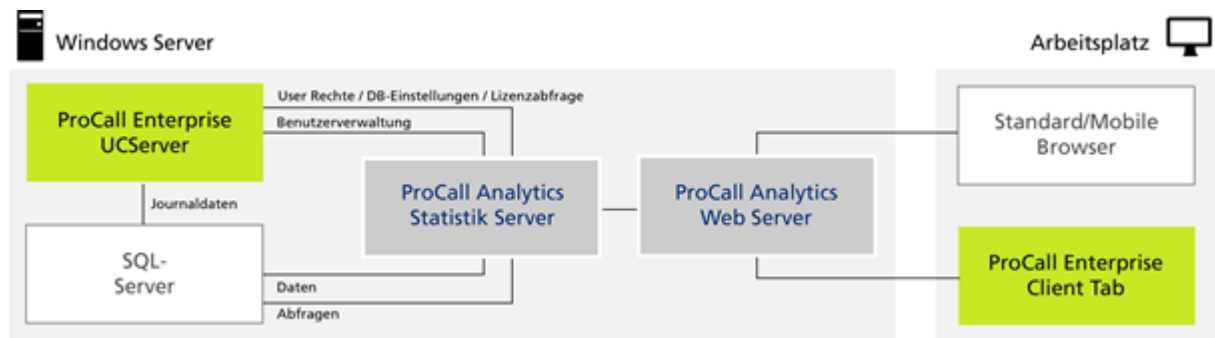 Windows Server
Arbeitsplatz
ProCall Enterprise
UCServer
User Rechte / DB-Einstellungen / Lizenzabfrage
Benutzerverwaltung
Journaldaten
SQL-
Server
Daten
Abfragen
ProCall Analytics
Statistik Server
ProCall Analytics
Web Server
Standard/Mobile
Browser
ProCall Enterprise
Client Tab